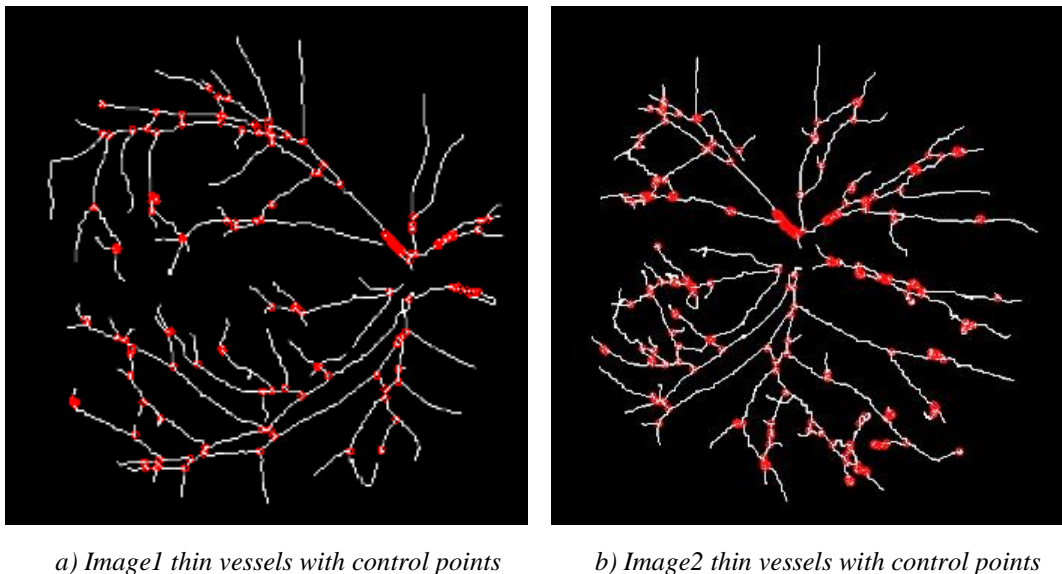 a) Image1 thin vessels with control points
b) Image2 thin vessels with control points